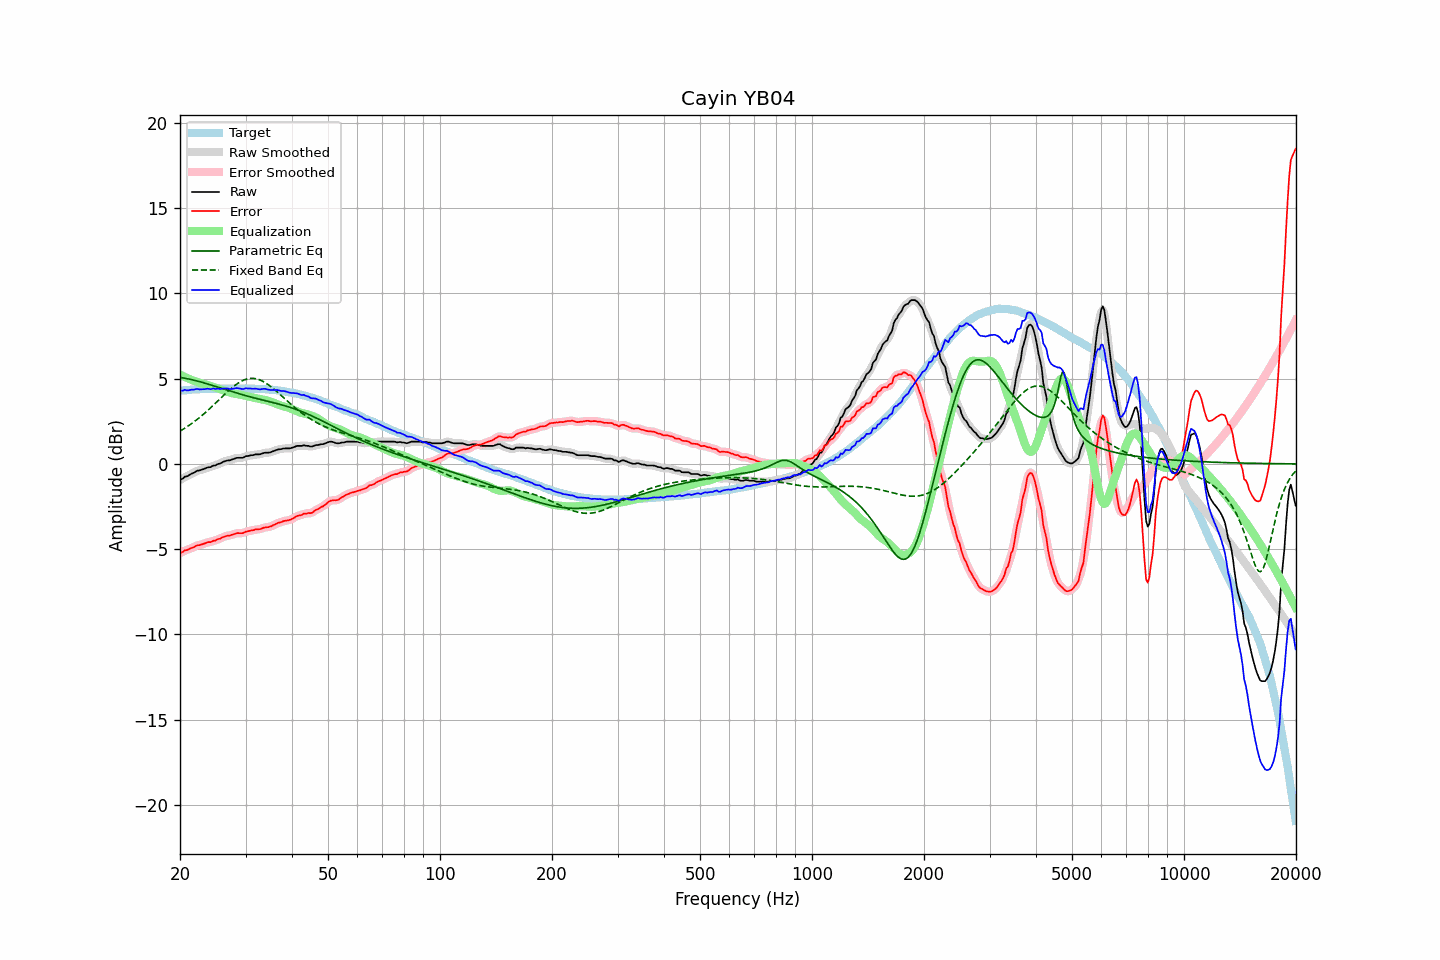 Cayin YB04
Target
Raw Smoothed
Error Smoothed
Raw
Error
Equalization
Parametric Eq
Fixed Band Eq
Equalized
Amplitude (dBr)
20
15
10
5
0
−5
−10
−15
−20
20 50 100 200 500 1000 2000 5000 10000 20000
Frequency (Hz)